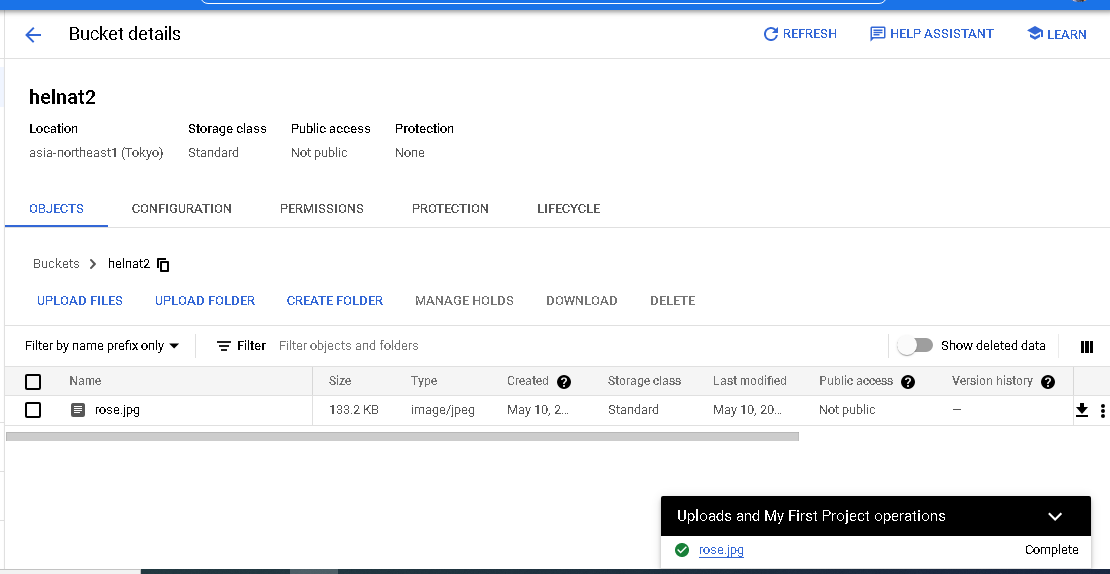 Bucket details
REFRESH
HELP ASSISTANT
LEARN
helnat2
Location Storage class Public access Protection
asia-northeast1 (Tokyo) Standard Not public None
OBJECTS CONFIGURATION PERMISSIONS PROTECTION LIFECYCLE
Buckets > helnat2
UPLOAD FILES UPLOAD FOLDER CREATE FOLDER MANAGE HOLDS DOWNLOAD DELETE
Filter by name prefix only Filter Filter objects and folders Show deleted data
Name Size Type Created Storage class Last modified Public access Version history
rose.jpg 133.2 KB image/jpeg May 10, 2... Standard May 10, 20... Not public —
Uploads and My First Project operations
rose.jpg Complete